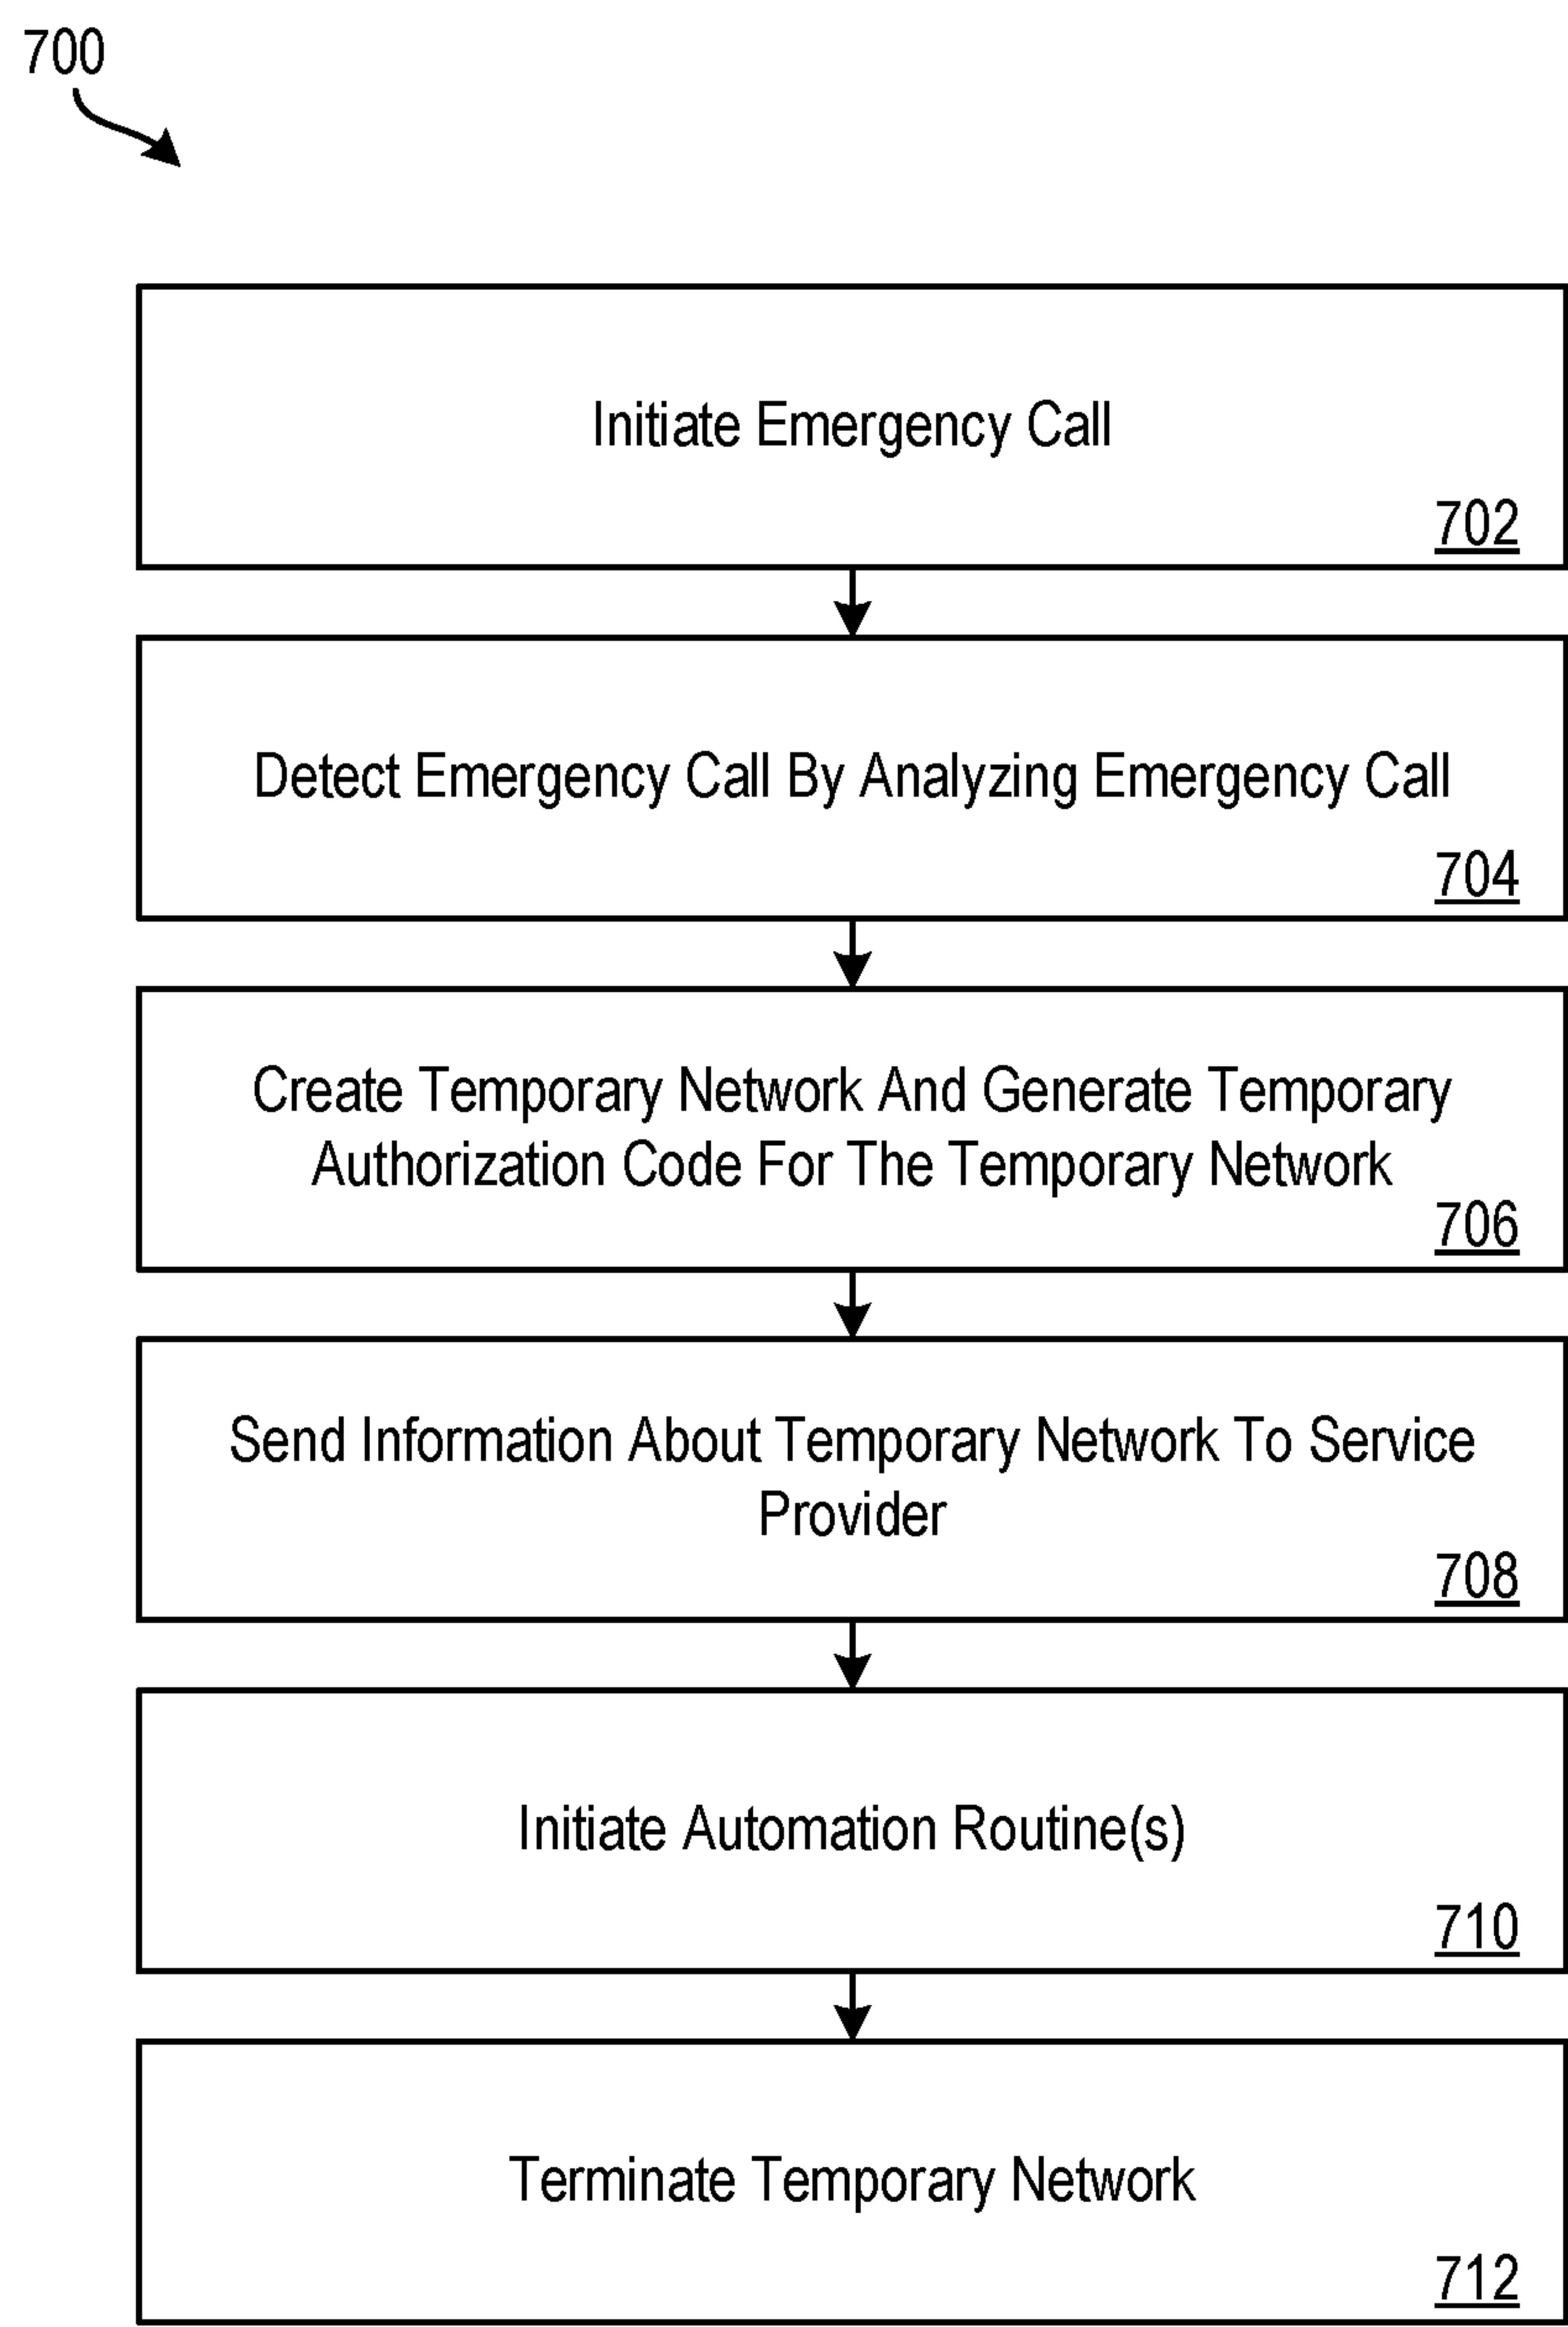 700
Initiate Emergency Call
702
Detect Emergency Call By Analyzing Emergency Call
704
Create Temporary Network And Generate Temporary
Authorization Code For The Temporary Network
706
Send Information About Temporary Network To Service
Provider
708
Initiate Automation Routine(s)
710
Terminate Temporary Network
712